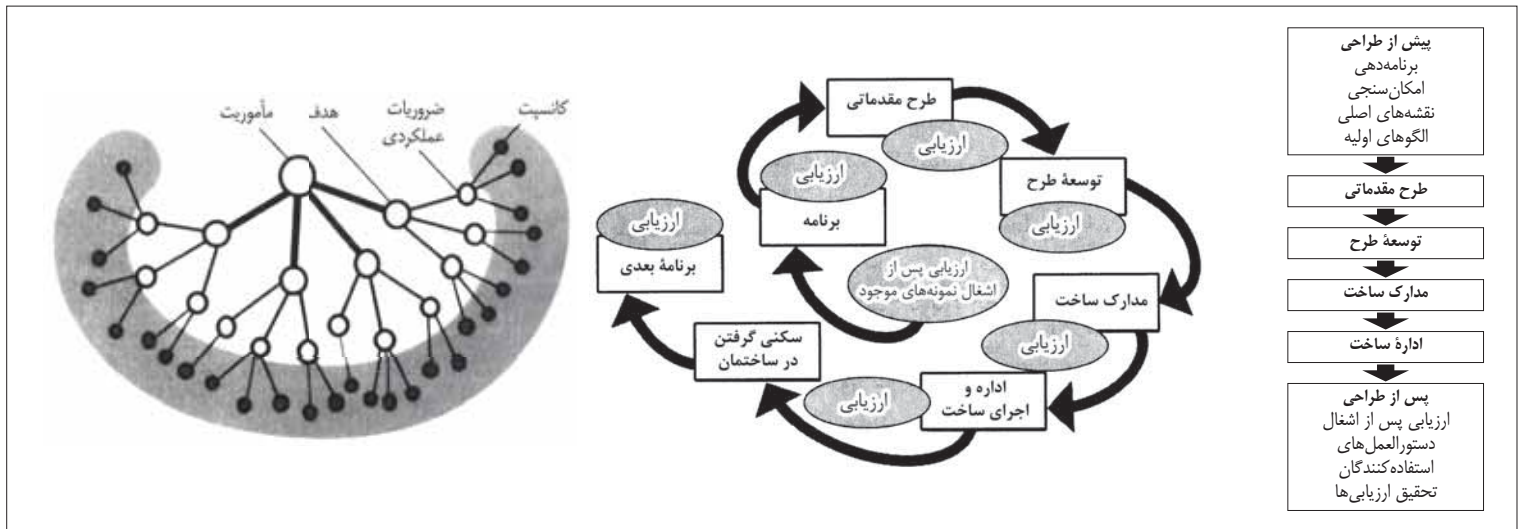 پیش از طراحی
برنامه‌دهی
امکان‌سنجی
نقشه‌های اصلی
الگوهای اولیه
طرح مقدماتی
توسعهٔ طرح
مدارک ساخت
ادارهٔ ساخت
پس از طراحی
ارزیابی پس از اشغال
دستورالعمل‌های
استفاده‌کنندگان
تحقیق ارزیابی‌ها
طرح مقدماتی
ارزیابی
توسعهٔ طرح
ارزیابی
مدارک ساخت
ارزیابی
اداره و
اجرای ساخت
ارزیابی
سکنی گرفتن
در ساختمان
ارزیابی
برنامهٔ بعدی
ارزیابی
برنامه
ارزیابی پس از
اشغال نمونه‌های موجود
کانسپت
ضروریات
عملکردی
هدف
مأموریت